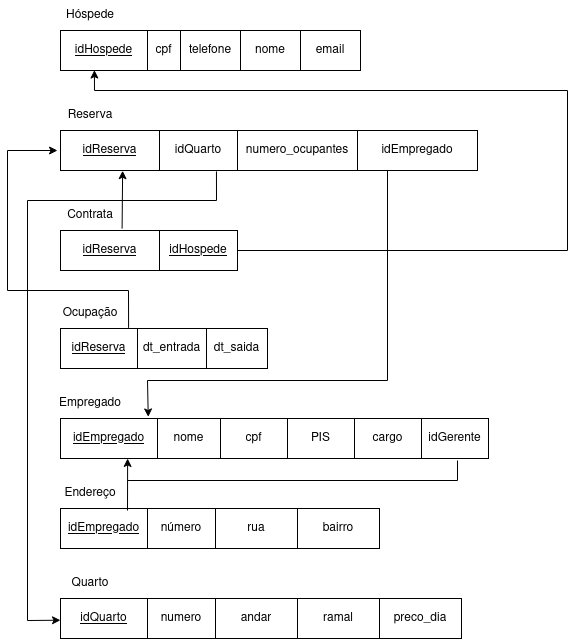 Hóspede
idHospede cpf telefone nome email
Reserva
idReserva idQuarto numero_ocupantes idEmpregado
Contrata
idReserva idHospede
Ocupação
idReserva dt_entrada dt_saida
Empregado
idEmpregado nome cpf PIS cargo idGerente
Endereço
idEmpregado número rua bairro
Quarto
idQuarto numero andar ramal preco_dia